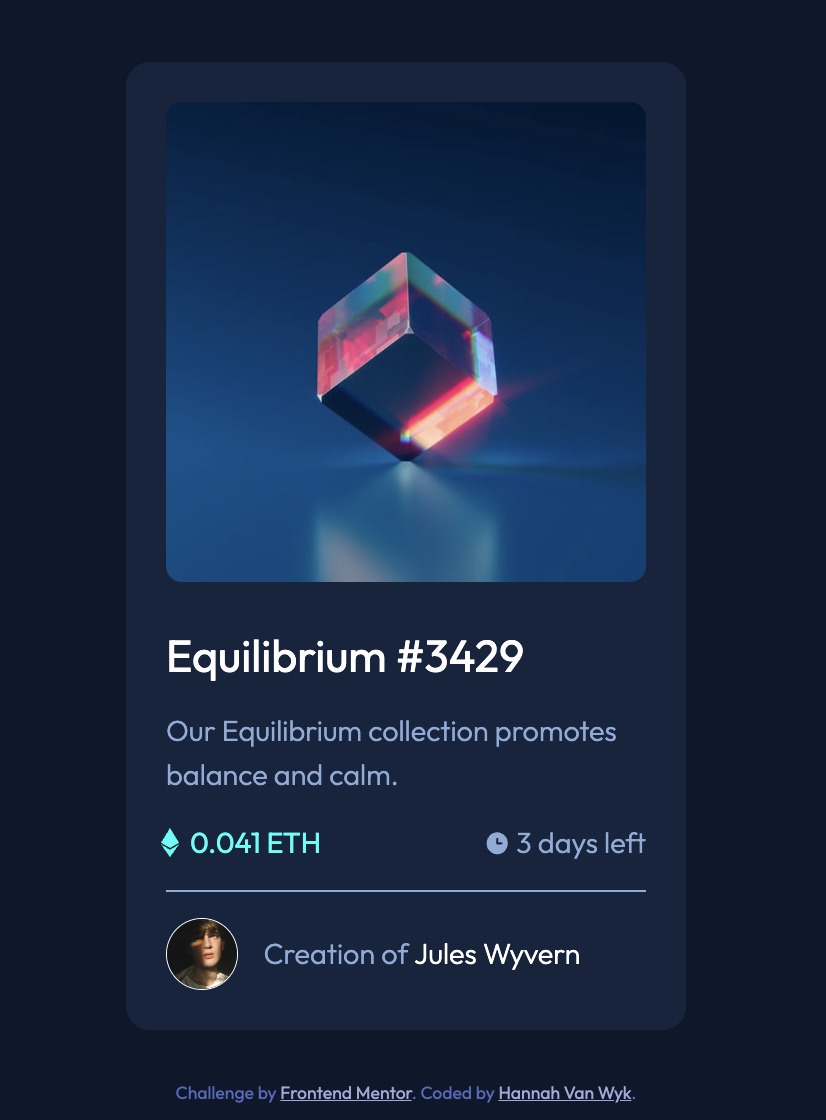 Equilibrium #3429
Our Equilibrium collection promotes
balance and calm.
0.041 ETH 3 days left
Creation of Jules Wyvern
Challenge by Frontend Mentor. Coded by Hannah Van Wyk.